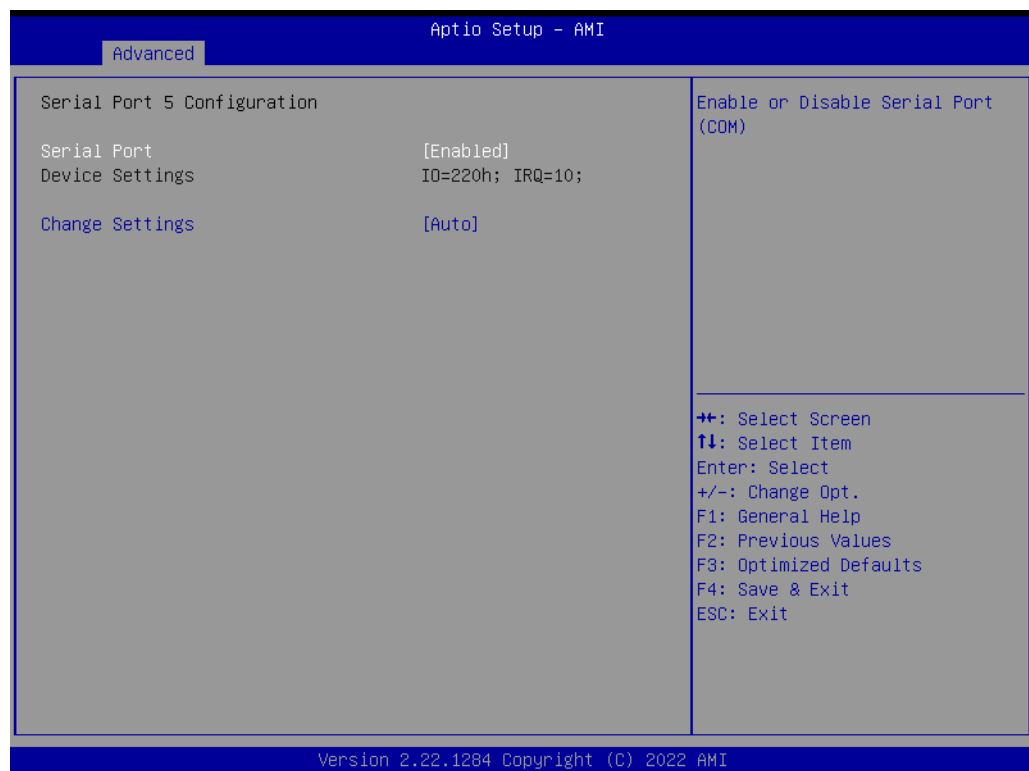 Aptio Setup – AMI
Advanced
Serial Port 5 Configuration
Serial Port [Enabled]
Device Settings IO=220h; IRQ=10;
Change Settings [Auto]
Enable or Disable Serial Port
(COM)
→←: Select Screen
↑↓: Select Item
Enter: Select
+/-: Change Opt.
F1: General Help
F2: Previous Values
F3: Optimized Defaults
F4: Save & Exit
ESC: Exit
Version 2.22.1284 Copyright (C) 2022 AMI